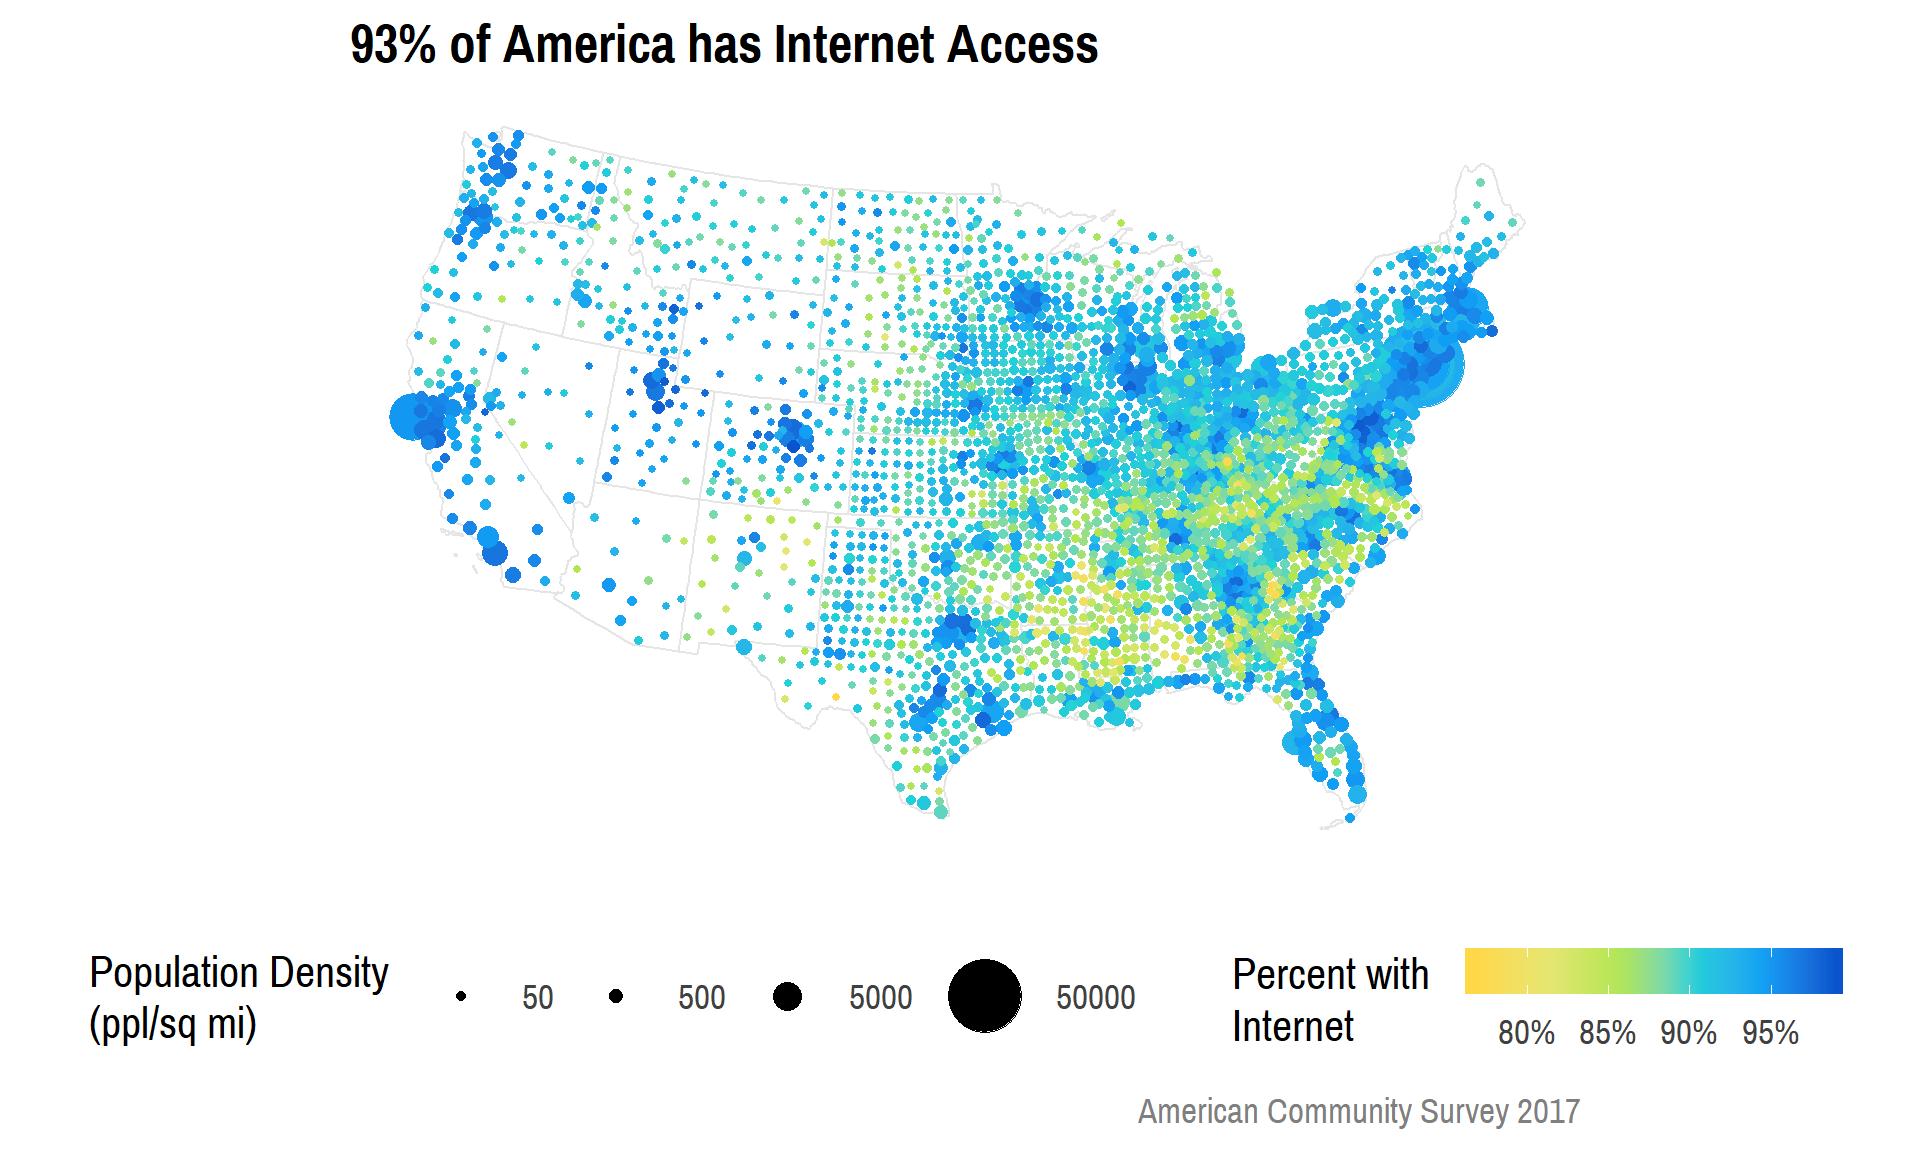 93% of America has Internet Access
Population Density
(ppl/sq mi)
50 500 5000 50000
Percent with
Internet
80% 85% 90% 95%
American Community Survey 2017